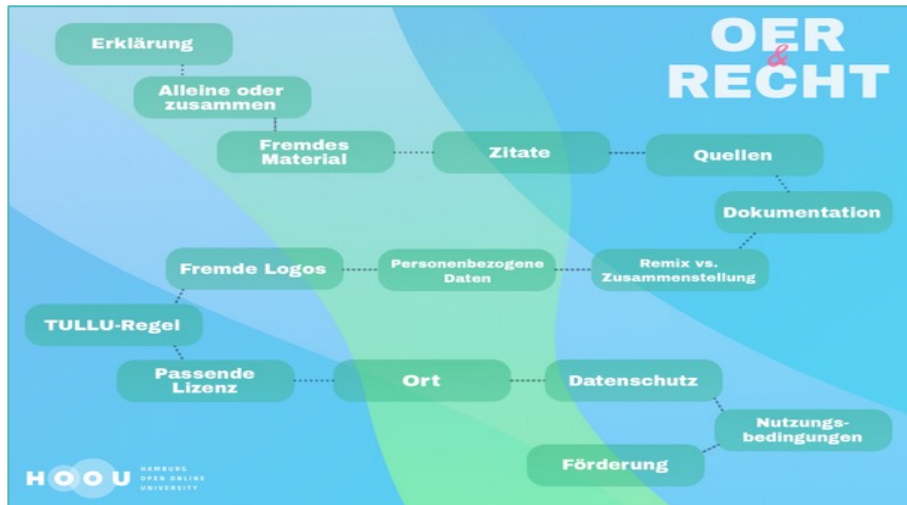 OER
&
RECHT
Erklärung
Alleine oder
zusammen
Fremdes
Material
Zitate
Quellen
Dokumentation
Remix vs.
Zusammenstellung
Personenbezogene
Daten
Fremde Logos
TULLU-Regel
Passende
Lizenz
Ort
Datenschutz
Nutzungs-
bedingungen
Förderung
HOOU
HAMBURG
OPEN ONLINE
UNIVERSITY